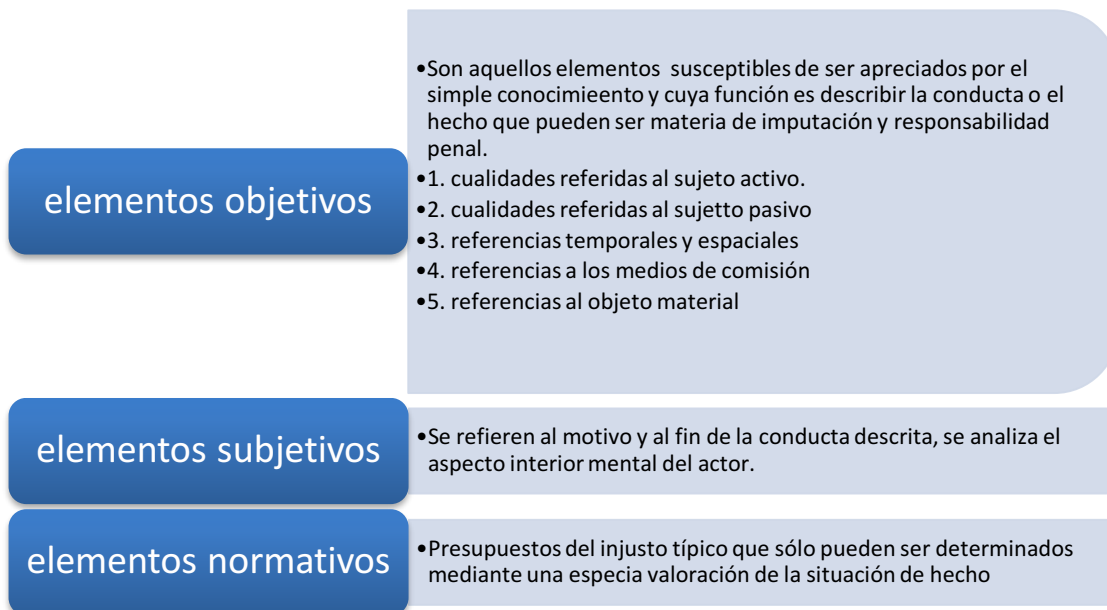 elementos objetivos
•Son aquellos elementos susceptibles de ser apreciados por el
simple conocimieento y cuya función es describir la conducta o el
hecho que pueden ser materia de imputación y responsabilidad
penal.
•1. cualidades referidas al sujeto activo.
•2. cualidades referidas al sujetto pasivo
•3. referencias temporales y espaciales
•4. referencias a los medios de comisión
•5. referencias al objeto material
elementos subjetivos
•Se refieren al motivo y al fin de la conducta descrita, se analiza el
aspecto interior mental del actor.
elementos normativos
•Presupuestos del injusto típico que sólo pueden ser determinados
mediante una especia valoración de la situación de hecho